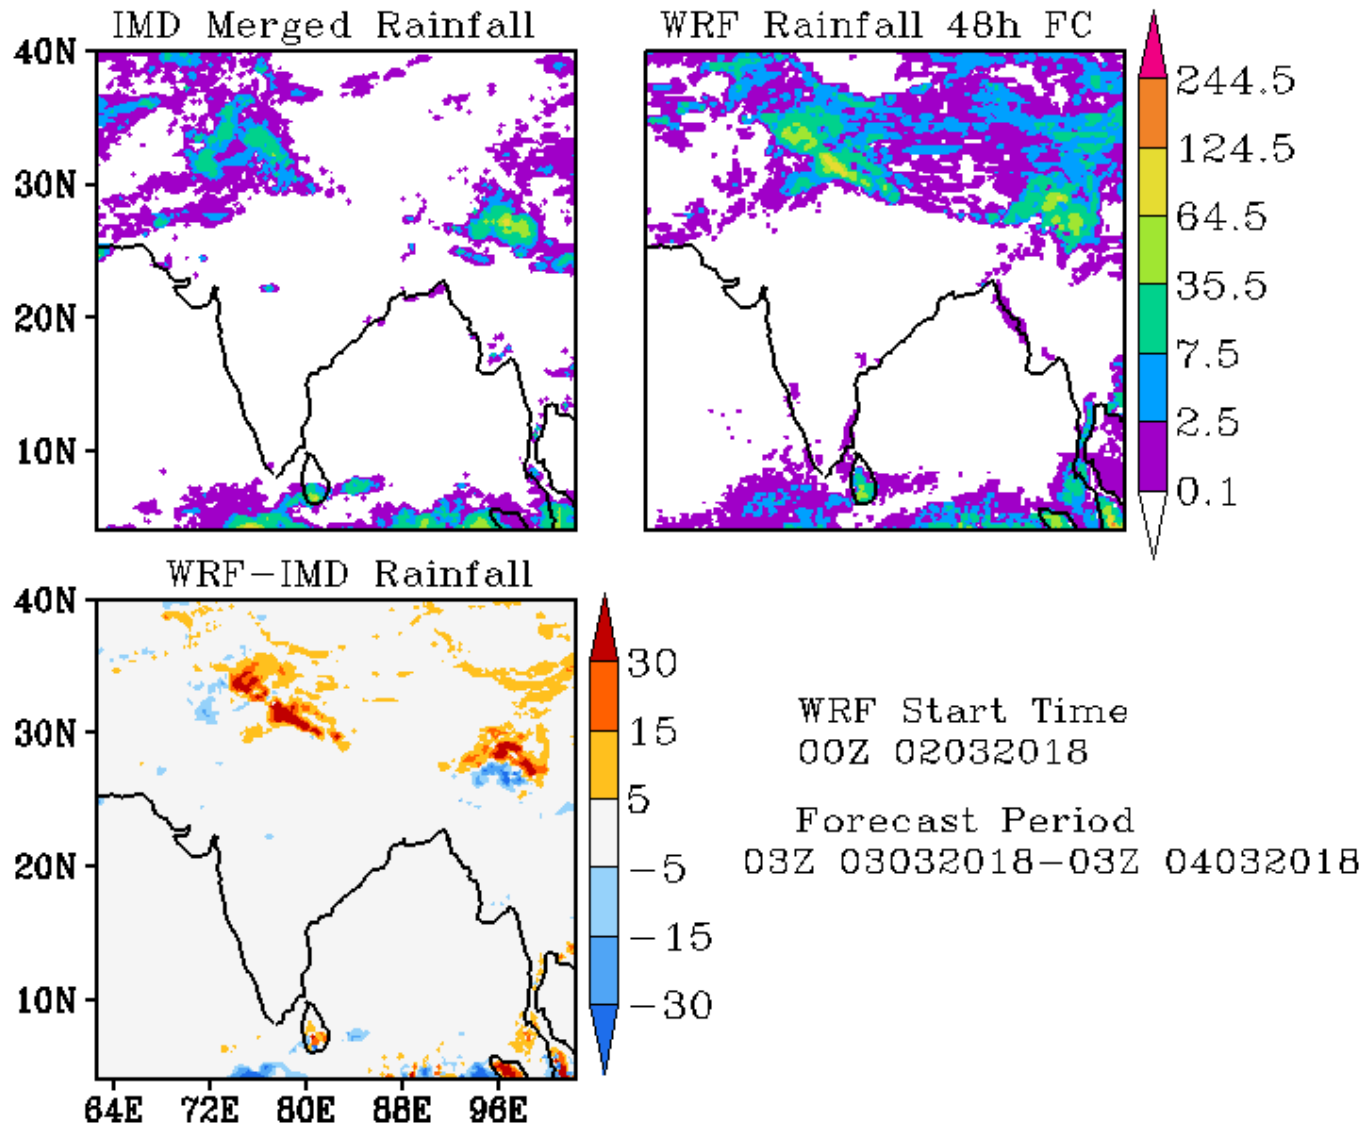 IMD Merged Rainfall
WRF Rainfall 48h FC
40N
30N
20N
10N
244.5
124.5
64.5
35.5
7.5
2.5
0.1
WRF-IMD Rainfall
40N
30N
20N
10N
64E 72E 80E 88E 96E
30
15
5
-5
-15
-30
WRF Start Time
00Z 02032018
Forecast Period
03Z 03032018-03Z 04032018